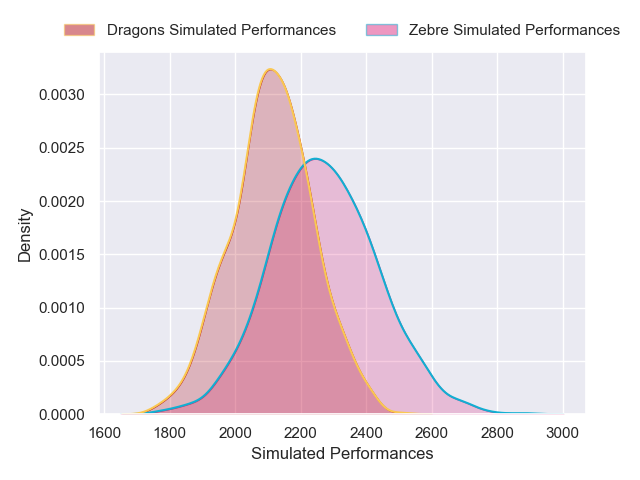 Dragons Simulated Performances
Zebre Simulated Performances
0.0030
0.0025
0.0020
0.0015
0.0010
0.0005
0.0000
Density
1600 1800 2000 2200 2400 2600 2800 3000
Simulated Performances